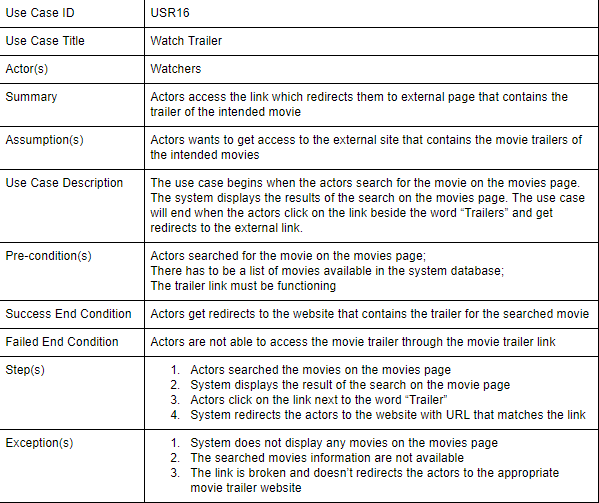 Use Case ID USR16
Use Case Title Watch Trailer
Actor(s) Watchers
Summary Actors access the link which redirects them to external page that contains the
trailer of the intended movie
Assumption(s) Actors wants to get access to the external site that contains the movie trailers of
the intended movies
Use Case Description The use case begins when the actors search for the movie on the movies page.
The system displays the results of the search on the movies page. The use case
will end when the actors click on the link beside the word “Trailers” and get
redirects to the external link.
Pre-condition(s) Actors searched for the movie on the movies page;
There has to be a list of movies available in the system database;
The trailer link must be functioning
Success End Condition Actors get redirects to the website that contains the trailer for the searched movie
Failed End Condition Actors are not able to access the movie trailer through the movie trailer link
Step(s) 1. Actors searched the movies on the movies page
2. System displays the result of the search on the movie page
3. Actors click on the link next to the word “Trailer”
4. System redirects the actors to the website with URL that matches the link
Exception(s) 1. System does not display any movies on the movies page
2. The searched movies information are not available
3. The link is broken and doesn’t redirects the actors to the appropriate
movie trailer website